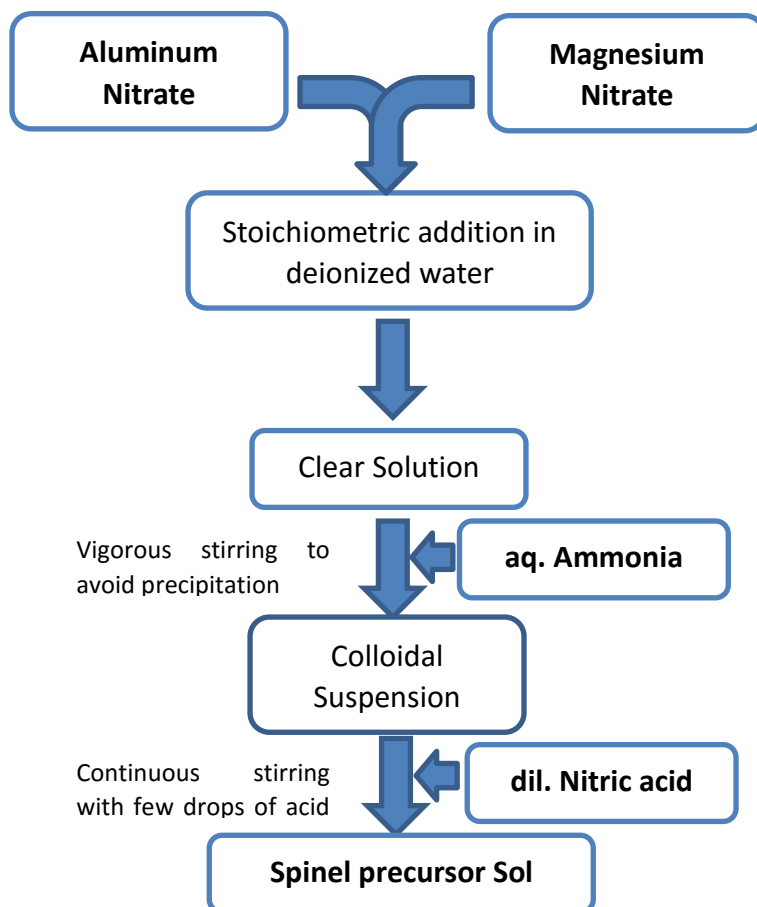 Aluminum
Nitrate
Magnesium
Nitrate
Stoichiometric addition in
deionized water
Clear Solution
Vigorous stirring to
avoid precipitation
aq. Ammonia
Colloidal
Suspension
Continuous stirring
with few drops of acid
dil. Nitric acid
Spinel precursor Sol